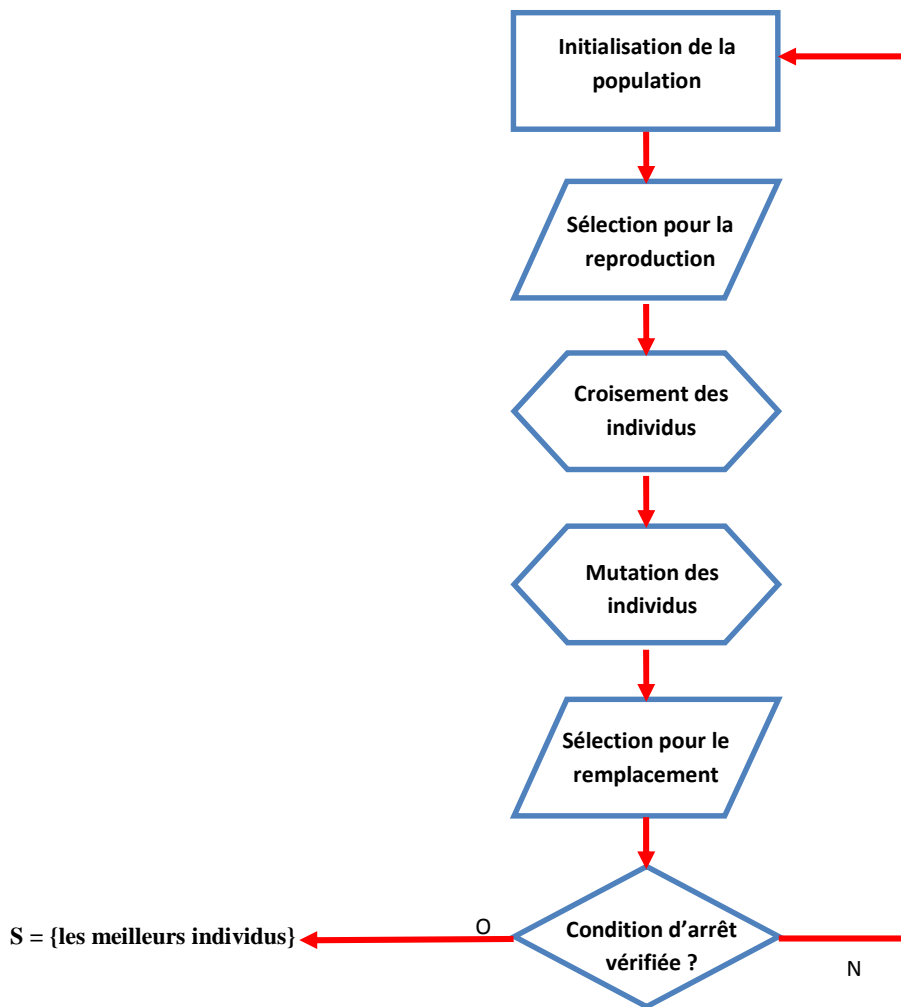 Initialisation de la
population
Sélection pour la
reproduction
Croisement des
individus
Mutation des
individus
Sélection pour le
remplacement
Condition d'arrêt
vérifiée ?
O
S = {les meilleurs individus}
N